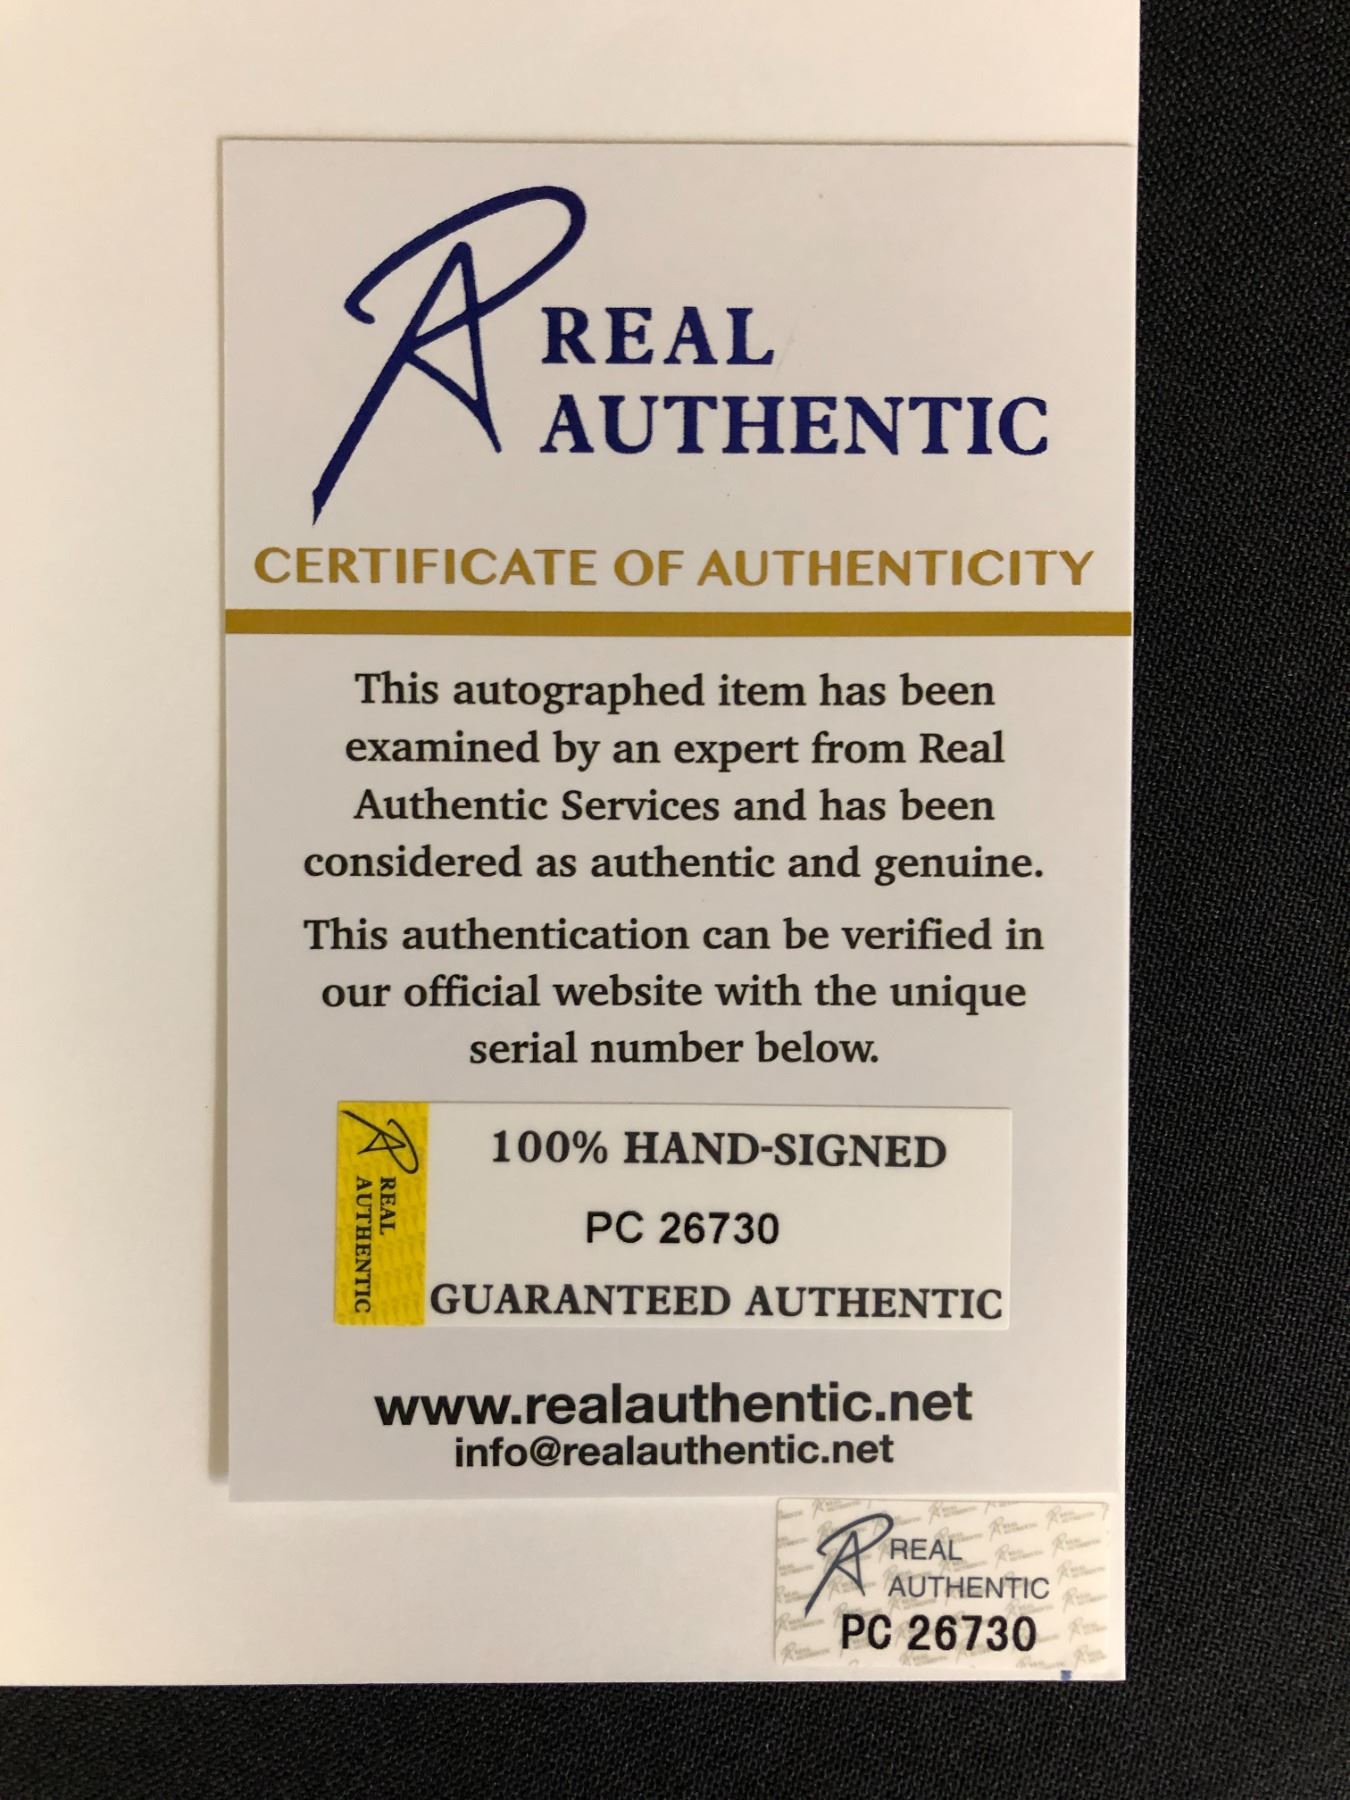 RA REAL
AUTHENTIC
CERTIFICATE OF AUTHENTICITY
This autographed item has been
examined by an expert from Real
Authentic Services and has been
considered as authentic and genuine.
This authentication can be verified in
our official website with the unique
serial number below.
RA REAL
AUTHENTIC
100% HAND-SIGNED
PC 26730
GUARANTEED AUTHENTIC
www.realauthentic.net
info@realauthentic.net
RA REAL
AUTHENTIC
PC 26730